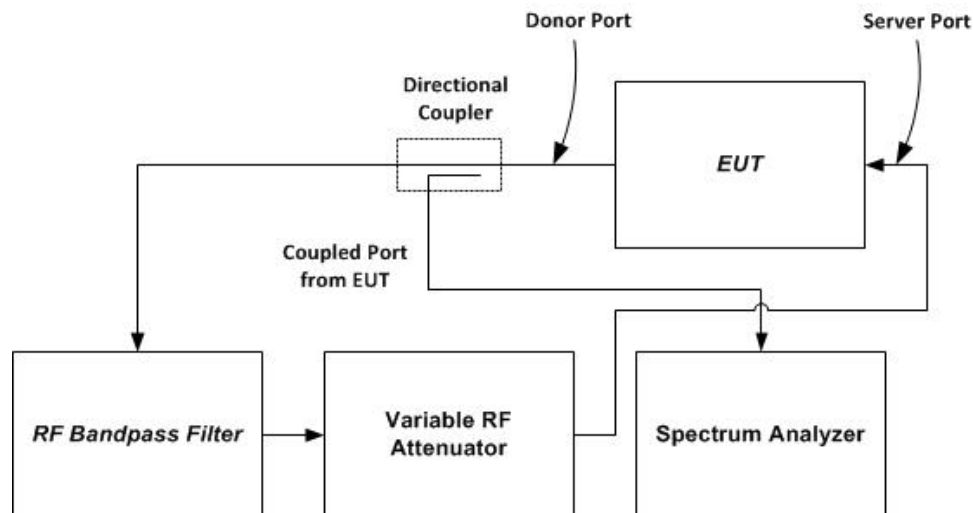 Donor Port
Server Port
Directional
Coupler
EUT
Coupled Port
from EUT
RF Bandpass Filter
Variable RF
Attenuator
Spectrum Analyzer